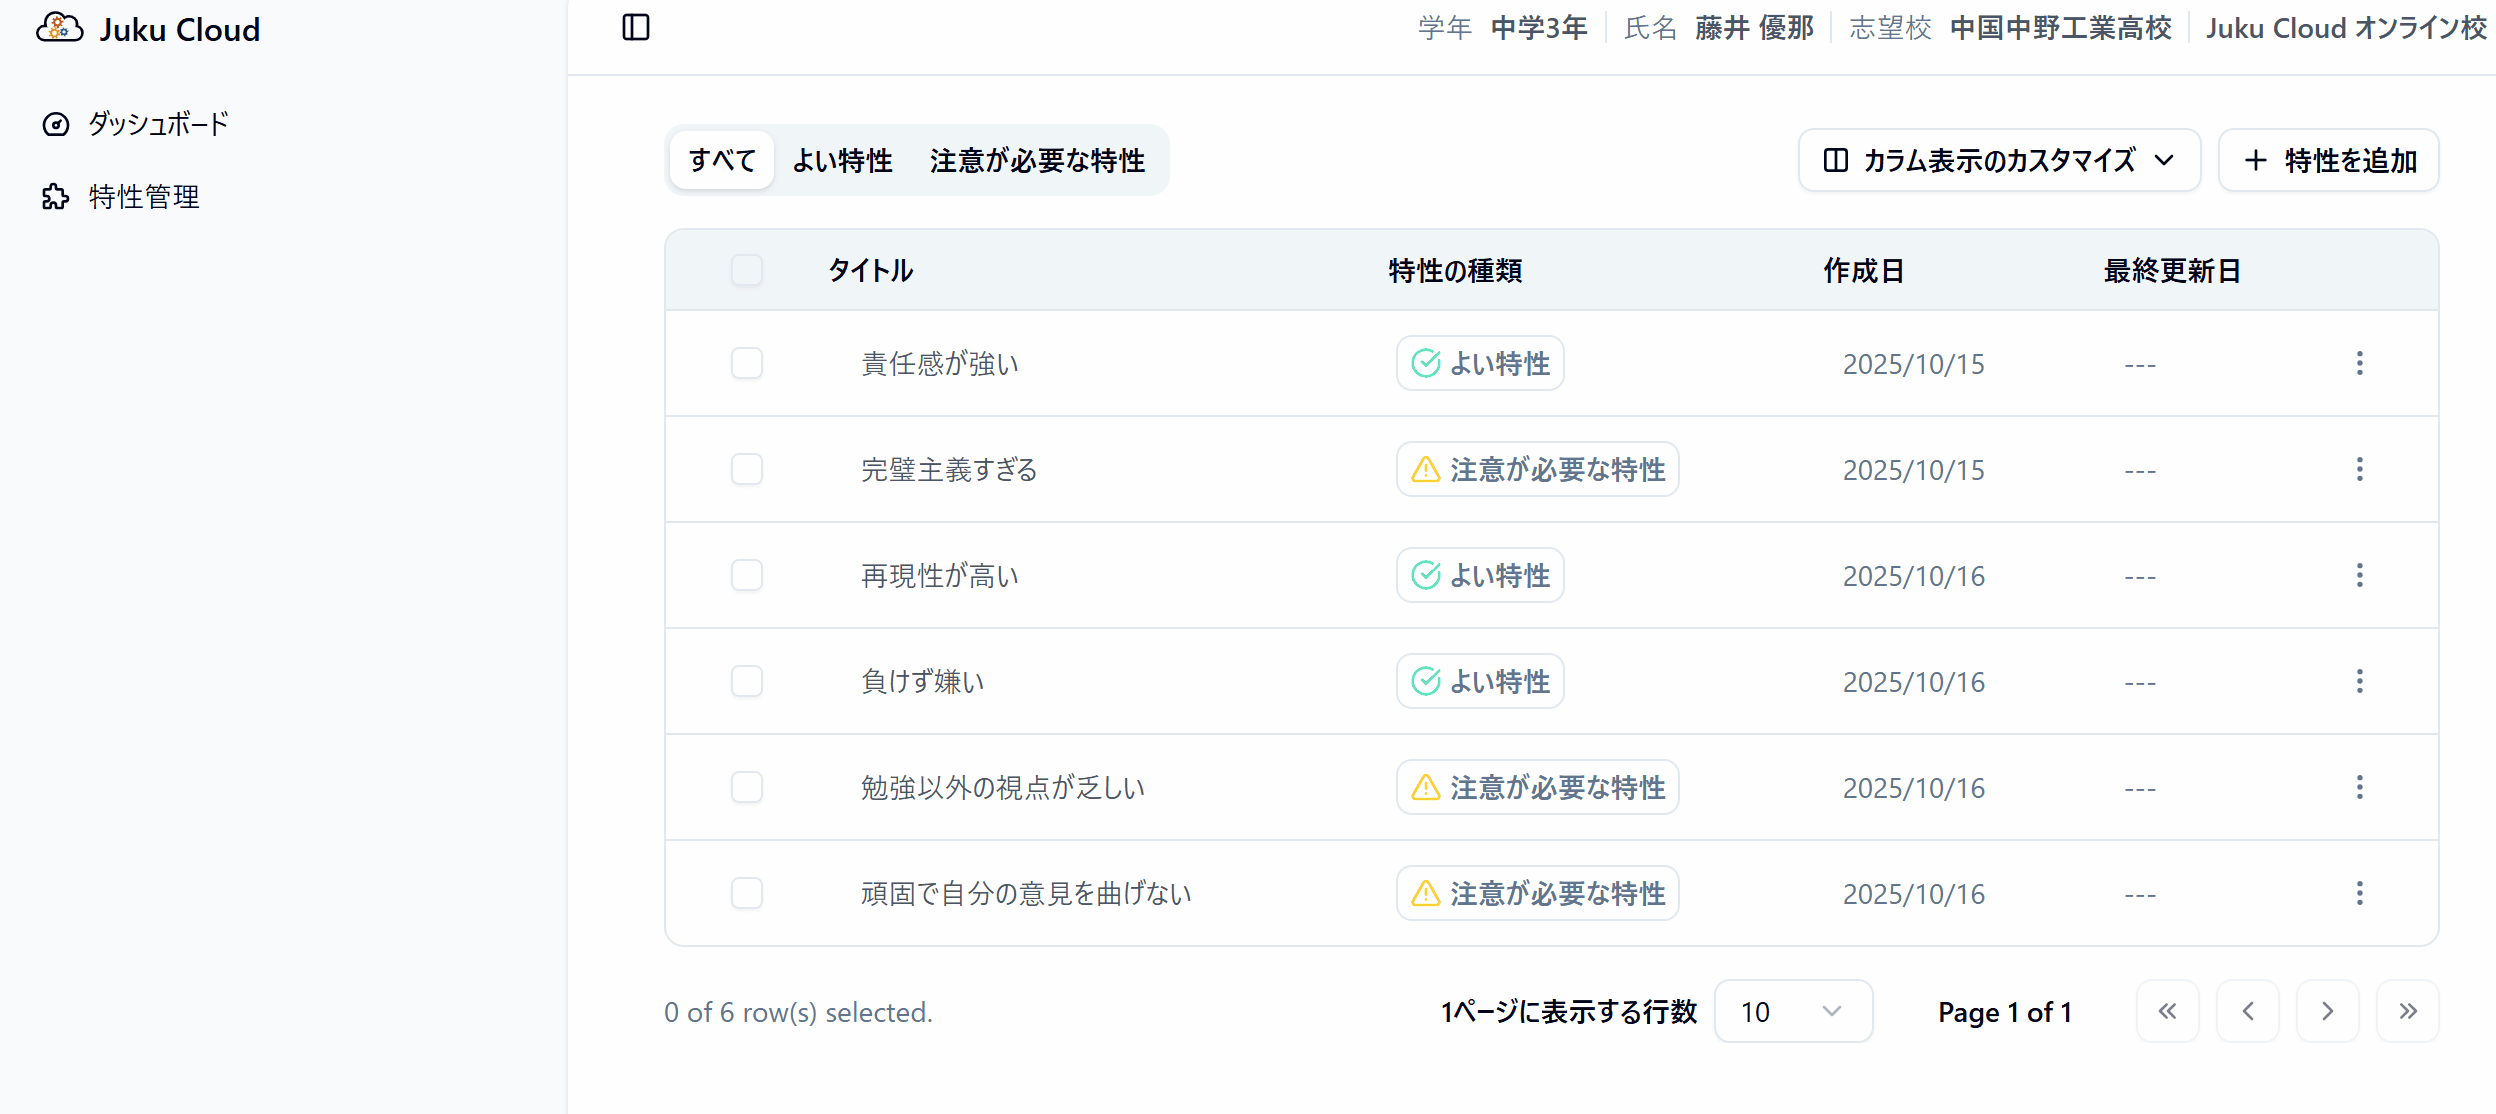 Juku Cloud
学年 中学3年 氏名 藤井 優那 志望校 中国中野工業高校 Juku Cloud オンライン校
ダッシュボード
特性管理
すべて よい特性 注意が必要な特性
カラム表示のカスタマイズ
特性を追加
タイトル 特性の種類 作成日 最終更新日
責任感が強い よい特性 2025/10/15 ---
完璧主義すぎる 注意が必要な特性 2025/10/15 ---
再現性が高い よい特性 2025/10/16 ---
負けず嫌い よい特性 2025/10/16 ---
勉強以外の視点が乏しい 注意が必要な特性 2025/10/16 ---
頑固で自分の意見を曲げない 注意が必要な特性 2025/10/16 ---
0 of 6 row(s) selected.
1ページに表示する行数 10 Page 1 of 1